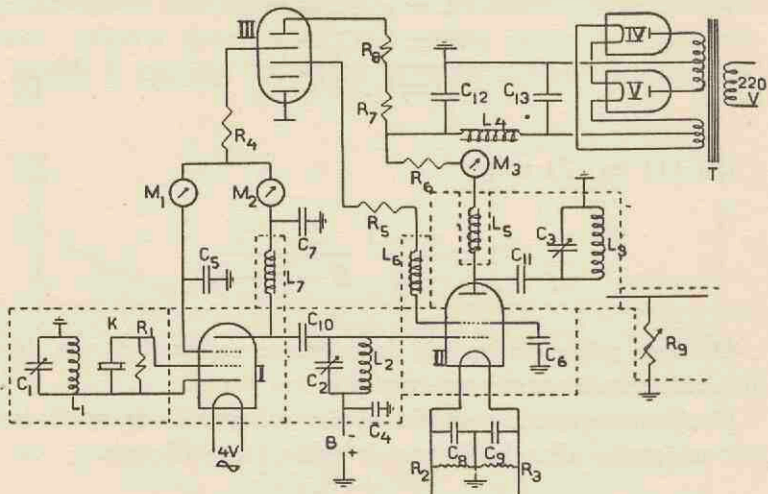 III
R8
IV
V
220
V
T
C12
C13
R7
L4
R4
M3
R6
M1
M2
R5
L5
C3
L3
C7
C5
L7
L6
C11
K
R1
C10
C1
L1
I
C2
L2
II
C6
R9
C4
4V
B
-
+
C8
C9
R2
R3